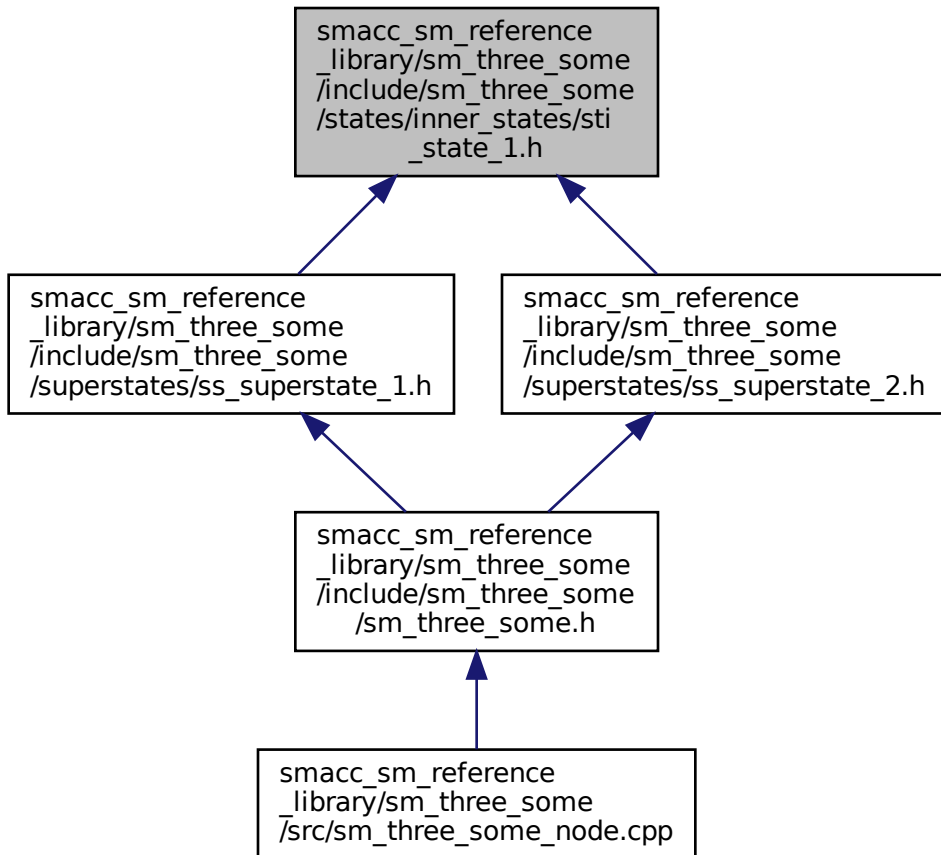 smacc_sm_reference
_library/sm_three_some
/include/sm_three_some
/states/inner_states/sti
_state_1.h
smacc_sm_reference
_library/sm_three_some
/include/sm_three_some
/superstates/ss_superstate_1.h
smacc_sm_reference
_library/sm_three_some
/include/sm_three_some
/superstates/ss_superstate_2.h
smacc_sm_reference
_library/sm_three_some
/include/sm_three_some
/sm_three_some.h
smacc_sm_reference
_library/sm_three_some
/src/sm_three_some_node.cpp